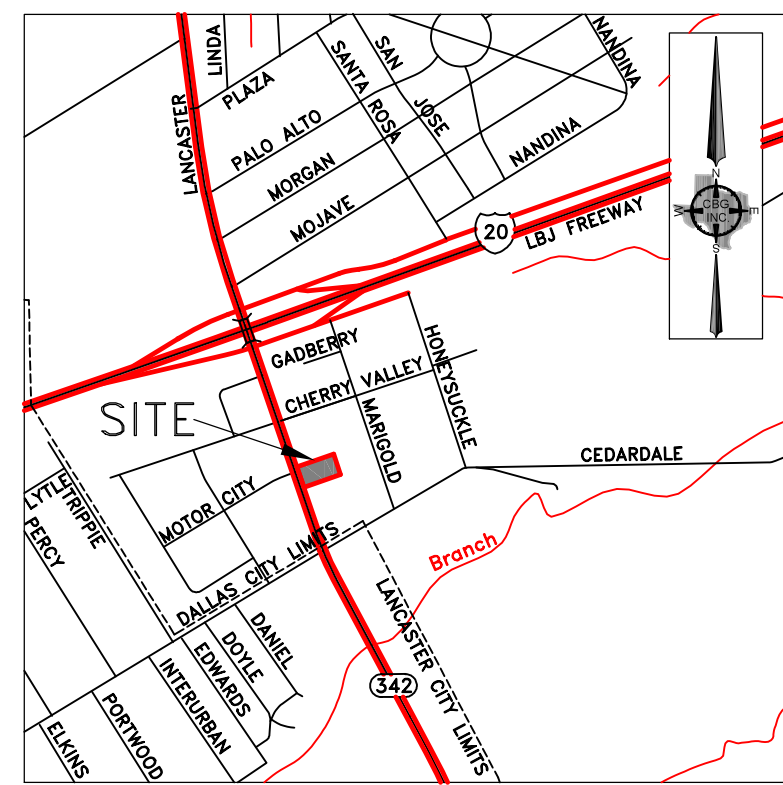 LINDA
SAN JOSE
NANDINA
SANTA ROSA
PLAZA
LANCASTER
PALO ALTO
NANDINA
MORGAN
MOJAVE
N
CBG
INC.
W
E
S
20
LBJ FREEWAY
GADBERRY
HONEYSUCKLE
CHERRY VALLEY
SITE
MARIGOLD
CEDARDALE
LYTLE
TRIPPIE
MOTOR CITY
PERCY
DALLAS CITY LIMITS
Branch
LANCASTER CITY LIMITS
DANIEL
DOYLE
EDWARDS
INTERURBAN
342
PORTWOOD
ELKINS